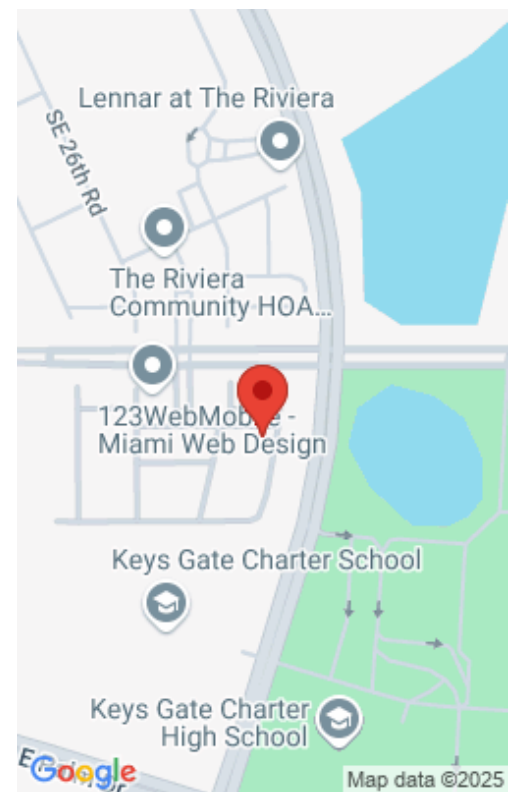 Lennar at The Riviera
SE 26th Rd
The Riviera
Community HOA...
123WebMobile -
Miami Web Design
Keys Gate Charter School
Keys Gate Charter
High School
Google
Map data ©2025